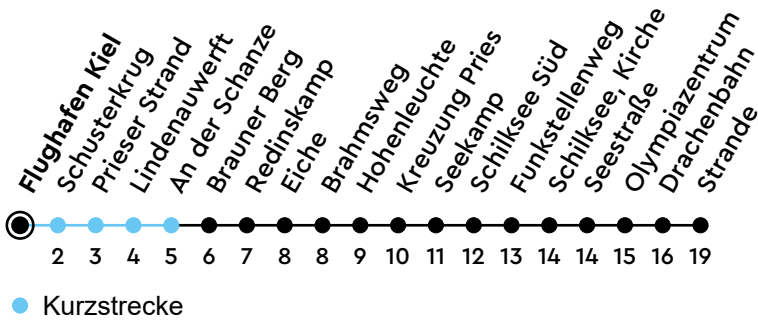 Flughafen Kiel
Schusterkrug
Prieser Strand
Lindenauwerft
An der Schanze
Brauner Berg
Redinskamp
Eiche
Brahmsweg
Hohenleuchte
Kreuzung Pries
Seekamp
Schilksee Süd
Funkstellenweg
Schilksee, Kirche
Seestraße
Olympiazentrum
Drachenbahn
Strande
2 3 4 5 6 7 8 8 9 10 11 12 13 14 14 15 16 19
Kurzstrecke